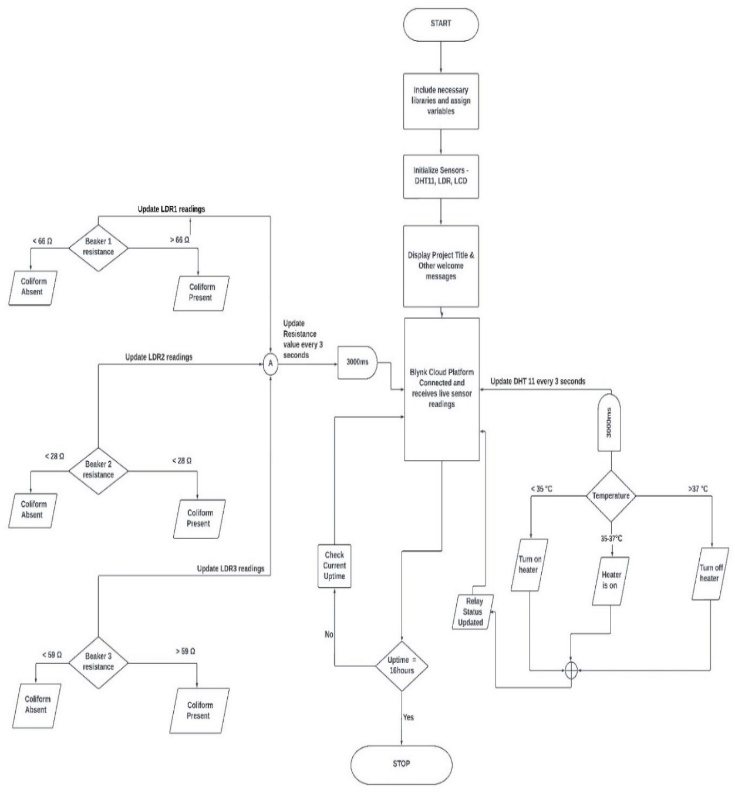 START
Include necessary
libraries and assign
variables
Initialize Sensors -
DHT11, LDR, LCD
Display Project Title &
Other welcome
messages
Blynk Cloud Platform
Connected and
receives live sensor
readings
Update LDR1 readings
< 66 Ω
Beaker 1
resistance
> 66 Ω
Coliform
Absent
Coliform
Present
Update
Resistance
value every 3
seconds
A
3000ms
Update LDR2 readings
< 28 Ω
Beaker 2
resistance
< 28 Ω
Coliform
Absent
Coliform
Present
Update LDR3 readings
< 59 Ω
Beaker 3
resistance
> 59 Ω
Coliform
Absent
Coliform
Present
Update DHT 11 every 3 seconds
3000ms
< 35 °C
Temperature
>37 °C
35-37°C
Turn on
heater
Heater
is on
Turn off
heater
Relay
Status
Updated
Check
Current
Uptime
No
Uptime =
16hours
Yes
STOP